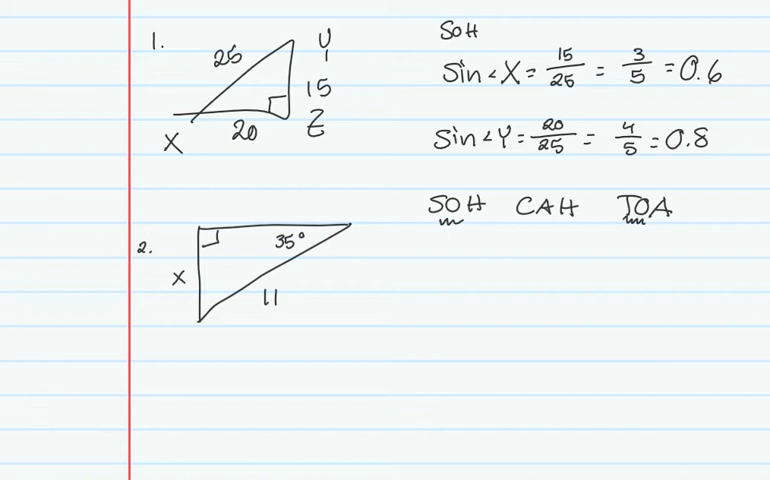 1.
25
Y
15
20
X
Z
SOH
Sin∠X = 15/25 = 3/5 = 0.6
Sin∠Y = 20/25 = 4/5 = 0.8
SOH CAH TOA
2.
35°
X
11